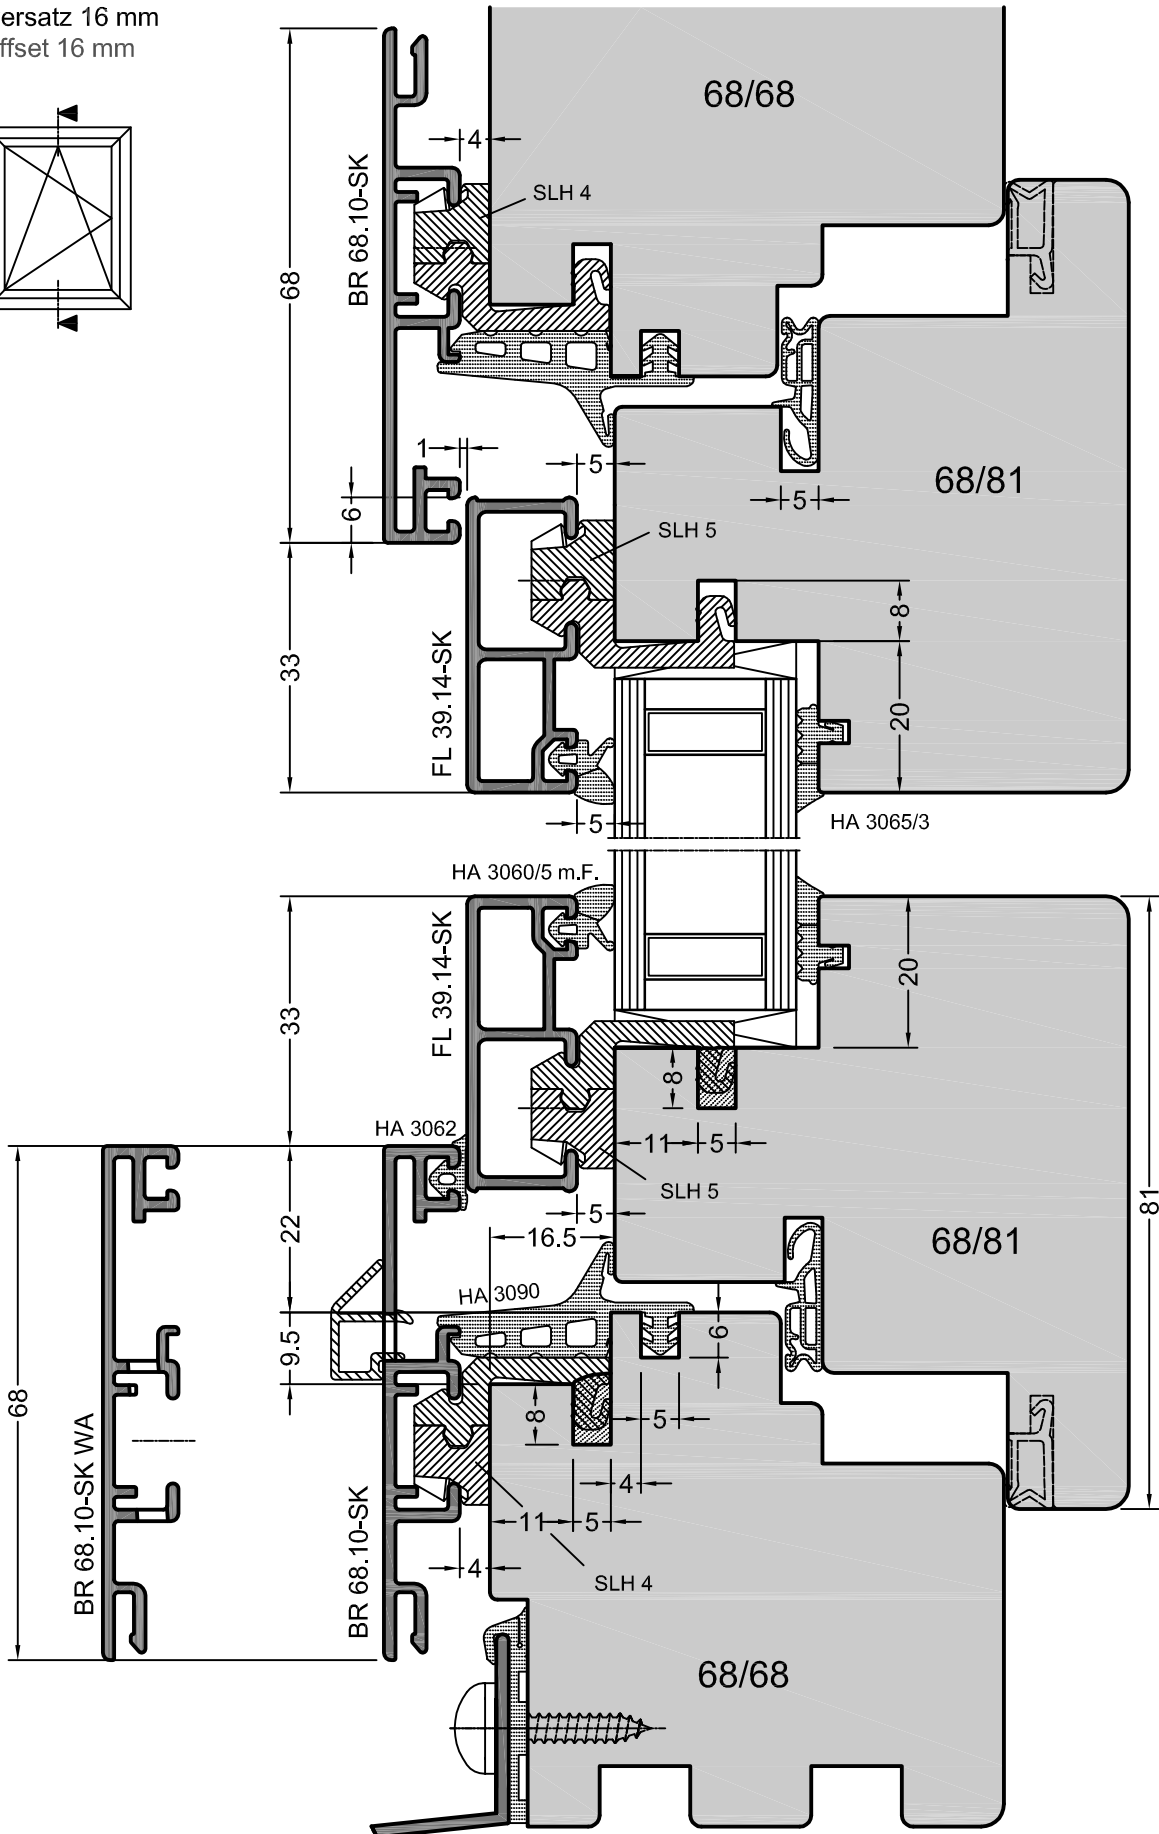 ersatz 16 mm
ffset 16 mm
68/68
4
SLH 4
BR 68.10-SK
68
1
5
6
5
68/81
SLH 5
8
33
FL 39.14-SK
20
5
HA 3065/3
HA 3060/5 m.F.
33
FL 39.14-SK
20
8
HA 3062
11
5
SLH 5
5
16.5
22
81
68/81
HA 3090
6
9.5
68
8
5
4
BR 68.10-SK WA
BR 68.10-SK
11
5
4
SLH 4
68/68